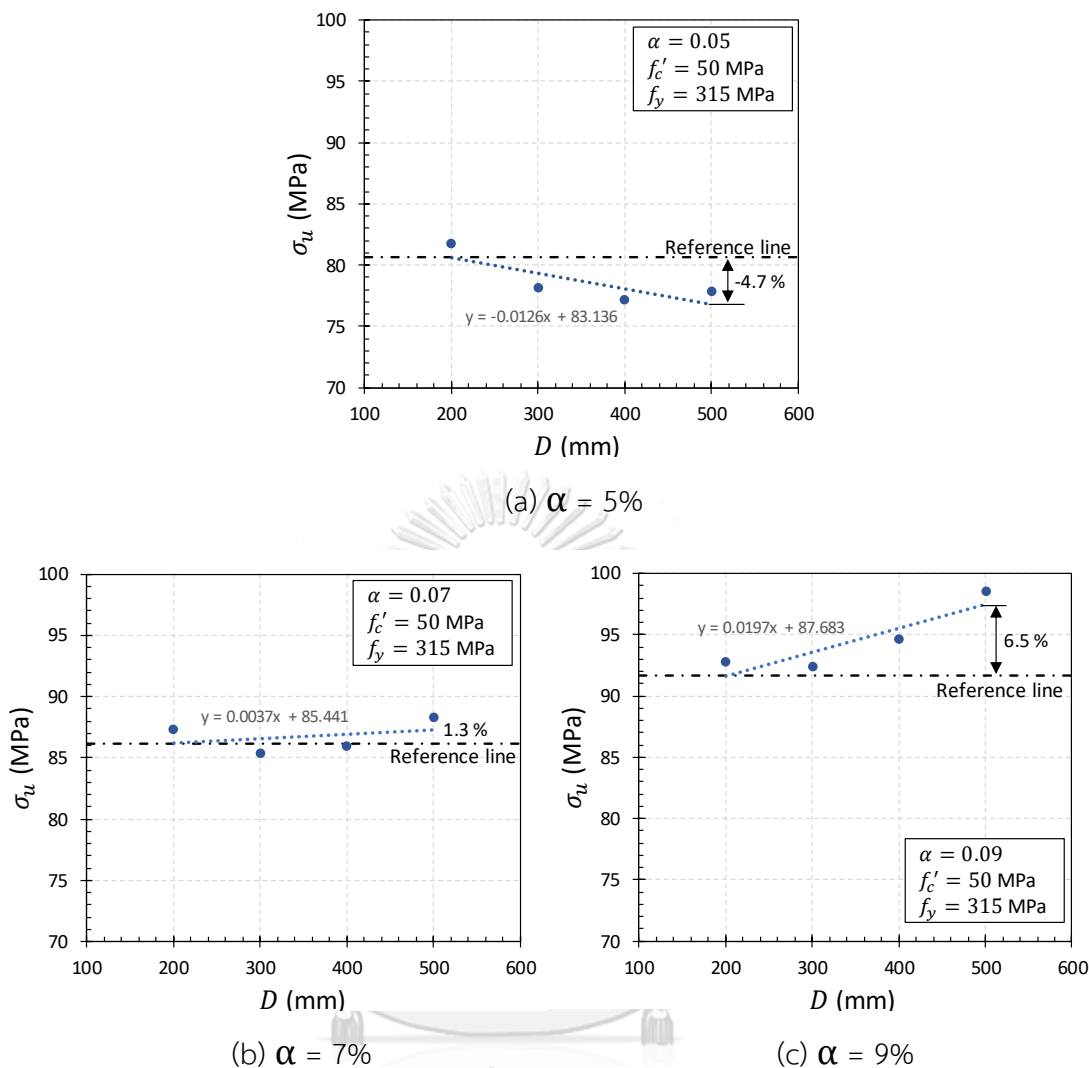 100
95
90
85
80
75
70
σu (MPa)
α = 0.05
fc′ = 50 MPa
fy = 315 MPa
Reference line
-4.7 %
y = -0.0126x + 83.136
100 200 300 400 500 600
D (mm)
(a) α = 5%
100
95
90
85
80
75
70
σu (MPa)
α = 0.07
fc′ = 50 MPa
fy = 315 MPa
y = 0.0037x + 85.441
1.3 %
Reference line
100 200 300 400 500 600
D (mm)
(b) α = 7%
100
95
90
85
80
75
70
σu (MPa)
y = 0.0197x + 87.683
6.5 %
Reference line
α = 0.09
fc′ = 50 MPa
fy = 315 MPa
100 200 300 400 500 600
D (mm)
(c) α = 9%